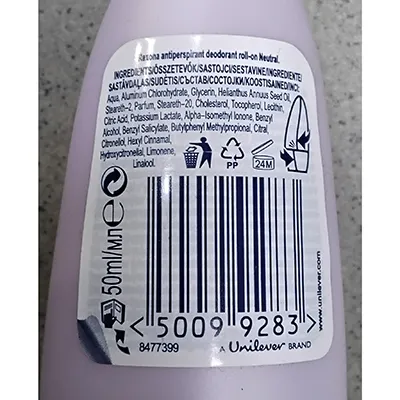 Rexona antiperspirant deodorant roll-on Neutral.
INGREDIENTS/ÖSSZETEVŐK/SASTOJCI/SESTAVINE/INGREDIENTE/
SASTĀVDAĻAS/SUDĖTIS/СЪСТАВ/СОСТОЈКИ/KOOSTISAINED/INCI:
Aqua, Aluminum Chlorohydrate, Glycerin, Helianthus Annuus Seed Oil,
Steareth-2, Parfum, Steareth-20, Cholesterol, Tocopherol, Lecithin,
Citric Acid, Potassium Lactate, Alpha-Isomethyl Ionone, Benzyl
Alcohol, Benzyl Salicylate, Butylphenyl Methylpropional, Citral,
Citronellol, Hexyl Cinnamal,
Hydroxycitronellal, Limonene,
Linalool.
PP
24M
50ml/мл e
www.unilever.com
<5009 9283>
8477399
A Unilever BRAND